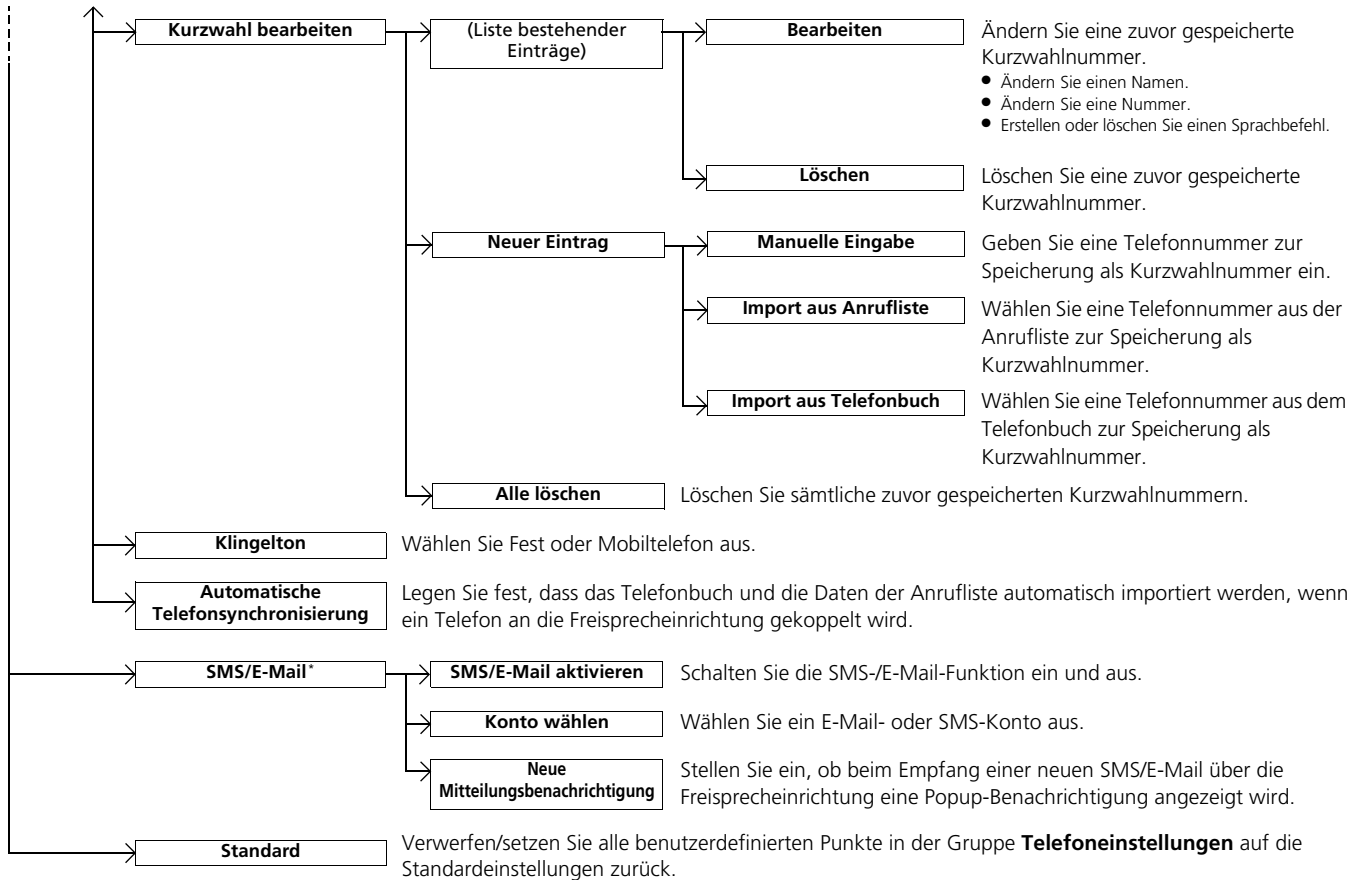 Kurzwahl bearbeiten
(Liste bestehender
Einträge)
Bearbeiten
Ändern Sie eine zuvor gespeicherte
Kurzwahlnummer.
● Ändern Sie einen Namen.
● Ändern Sie eine Nummer.
● Erstellen oder löschen Sie einen Sprachbefehl.
Löschen
Löschen Sie eine zuvor gespeicherte
Kurzwahlnummer.
Neuer Eintrag
Manuelle Eingabe
Geben Sie eine Telefonnummer zur
Speicherung als Kurzwahlnummer ein.
Import aus Anrufliste
Wählen Sie eine Telefonnummer aus der
Anrufliste zur Speicherung als
Kurzwahlnummer.
Import aus Telefonbuch
Wählen Sie eine Telefonnummer aus dem
Telefonbuch zur Speicherung als
Kurzwahlnummer.
Alle löschen
Löschen Sie sämtliche zuvor gespeicherten Kurzwahlnummern.
Klingelton
Wählen Sie Fest oder Mobiltelefon aus.
Automatische
Telefonsynchronisierung
Legen Sie fest, dass das Telefonbuch und die Daten der Anrufliste automatisch importiert werden, wenn
ein Telefon an die Freisprecheinrichtung gekoppelt wird.
SMS/E-Mail*
SMS/E-Mail aktivieren
Schalten Sie die SMS-/E-Mail-Funktion ein und aus.
Konto wählen
Wählen Sie ein E-Mail- oder SMS-Konto aus.
Neue
Mitteilungsbenachrichtigung
Stellen Sie ein, ob beim Empfang einer neuen SMS/E-Mail über die
Freisprecheinrichtung eine Popup-Benachrichtigung angezeigt wird.
Standard
Verwerfen/setzen Sie alle benutzerdefinierten Punkte in der Gruppe Telefoneinstellungen auf die
Standardeinstellungen zurück.